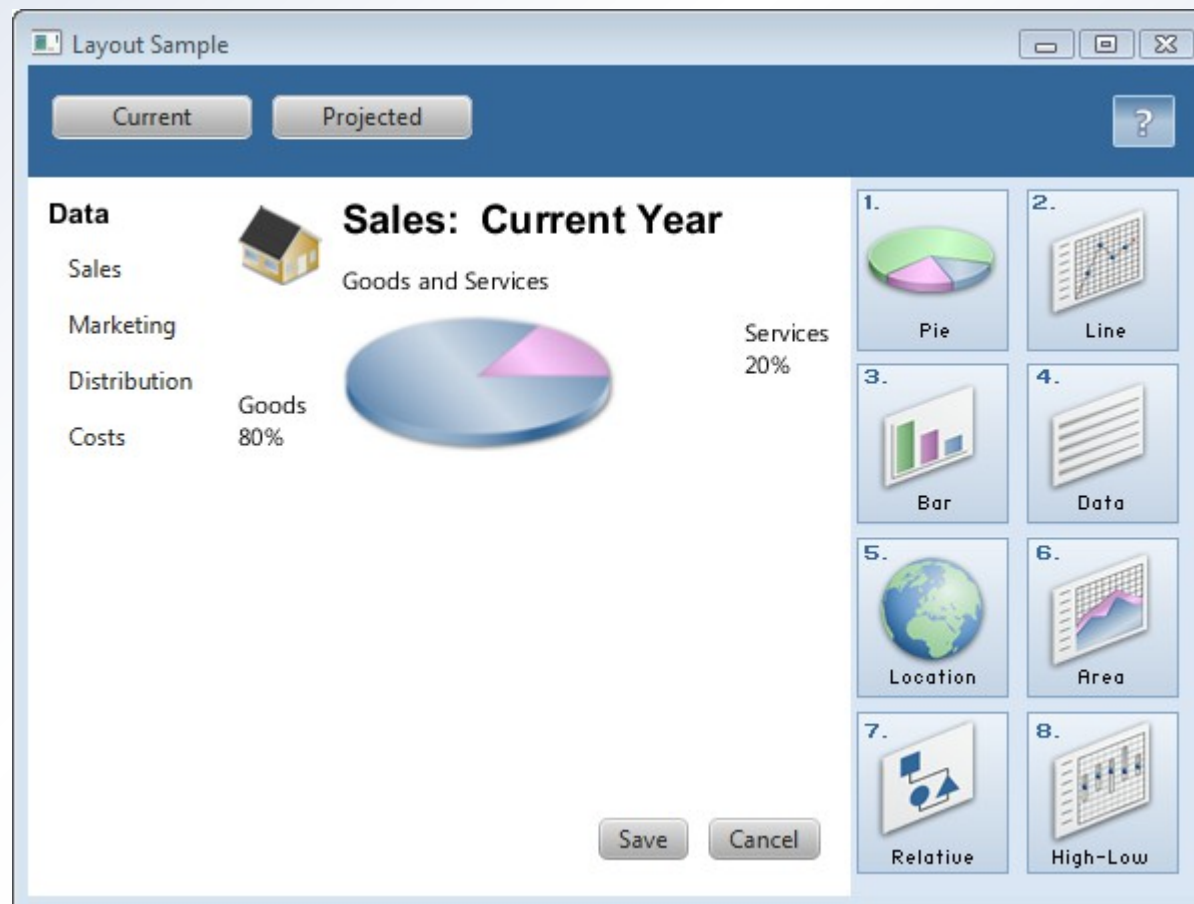 Layout Sample
Current
Projected
?
Data
Sales
Marketing
Distribution
Costs
Sales: Current Year
Goods and Services
Goods
80%
Services
20%
Save
Cancel
1.
Pie
2.
Line
3.
Bar
4.
Data
5.
Location
6.
Area
7.
Relative
8.
High-Low